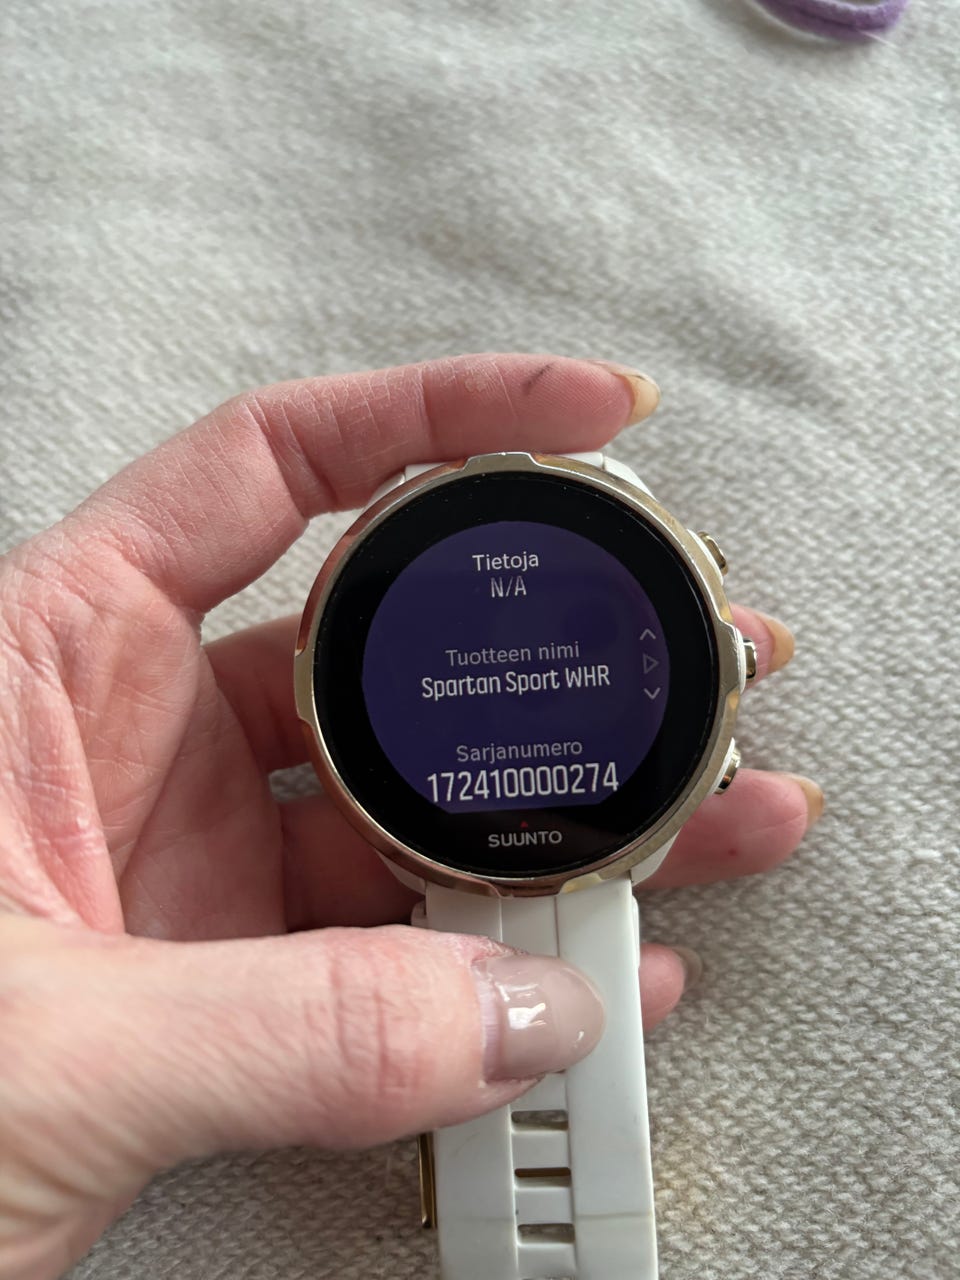 Tietoja
N/A
Tuotteen nimi
Spartan Sport WHR
Sarjanumero
172410000274
SUUNTO